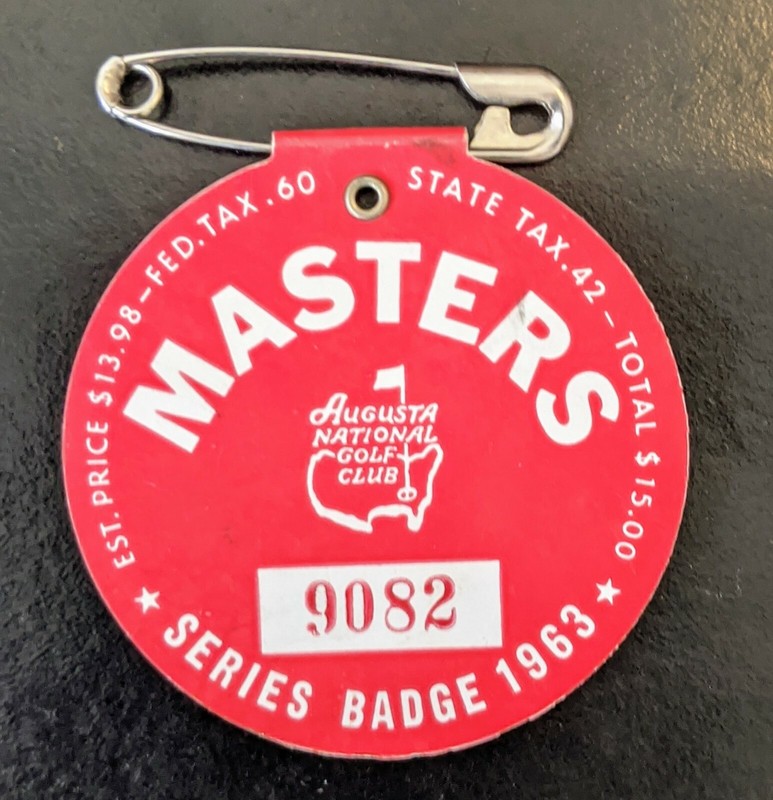 EST. PRICE $13.98-FED.TAX.60 STATE TAX.42-TOTAL $15.00
MASTERS
AUGUSTA
NATIONAL
GOLF
CLUB
9082
★ SERIES BADGE 1963 ★